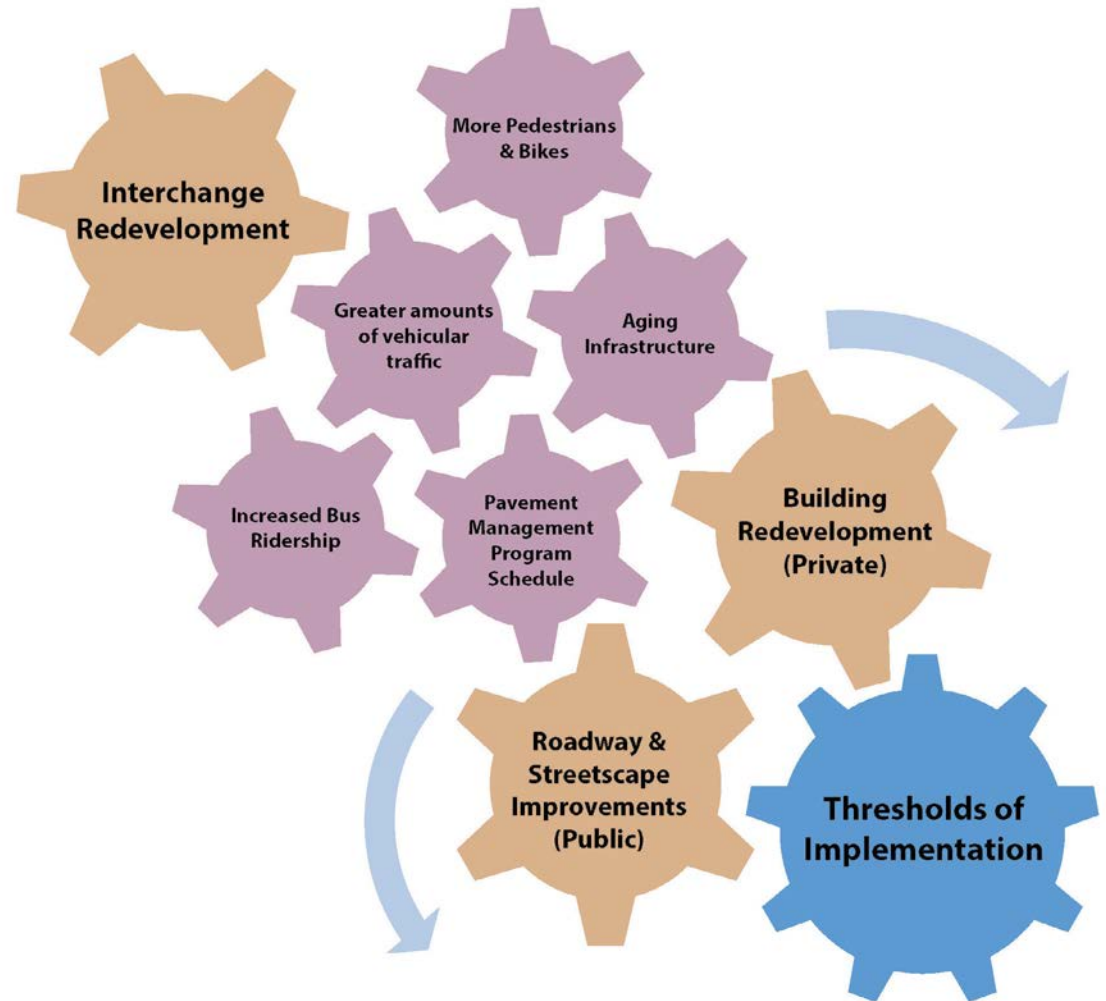 More Pedestrians
& Bikes
Interchange
Redevelopment
Greater amounts
of vehicular
traffic
Aging
Infrastructure
Increased Bus
Ridership
Pavement
Management
Program
Schedule
Building
Redevelopment
(Private)
Roadway &
Streetscape
Improvements
(Public)
Thresholds of
Implementation